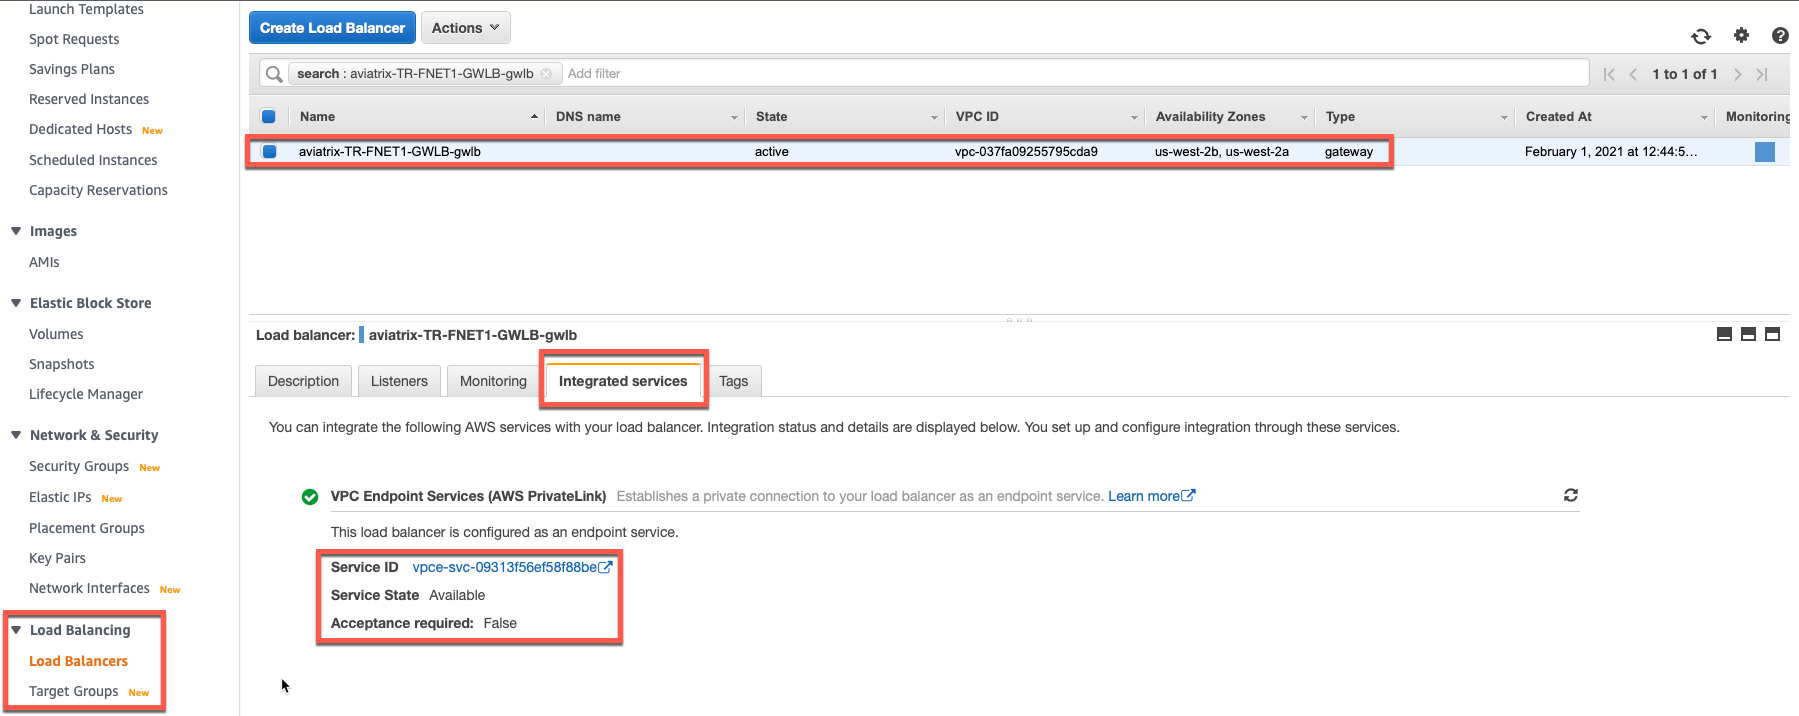 Launch Templates
Spot Requests
Savings Plans
Reserved Instances
Dedicated Hosts New
Scheduled Instances
Capacity Reservations
Images
AMIs
Elastic Block Store
Volumes
Snapshots
Lifecycle Manager
Network & Security
Security Groups New
Elastic IPs New
Placement Groups
Key Pairs
Network Interfaces New
Load Balancing
Load Balancers
Target Groups New
Create Load Balancer Actions
search : aviatrix-TR-FNET1-GWLB-gwlb Add filter 1 to 1 of 1
Name DNS name State VPC ID Availability Zones Type Created At Monitoring
aviatrix-TR-FNET1-GWLB-gwlb active vpc-037fa09255795cda9 us-west-2b, us-west-2a gateway February 1, 2021 at 12:44:5...
Load balancer: aviatrix-TR-FNET1-GWLB-gwlb
Description Listeners Monitoring Integrated services Tags
You can integrate the following AWS services with your load balancer. Integration status and details are displayed below. You set up and configure integration through these services.
VPC Endpoint Services (AWS PrivateLink) Establishes a private connection to your load balancer as an endpoint service. Learn more
This load balancer is configured as an endpoint service.
Service ID vpce-svc-09313f56ef58f88be
Service State Available
Acceptance required: False